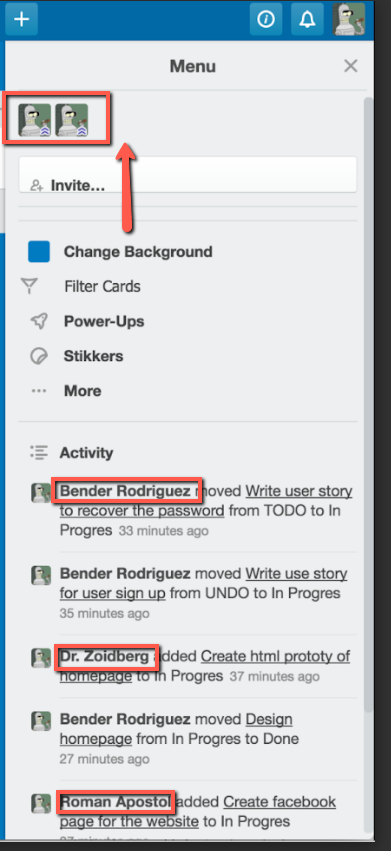 Menu
Invite...
Change Background
Filter Cards
Power-Ups
Stikkers
More
Activity
Bender Rodriguez moved Write user story
to recover the password from TODO to In
Progres 33 minutes ago
Bender Rodriguez moved Write use story
for user sign up from UNDO to In Progres
35 minutes ago
Dr. Zoidberg added Create html prototy of
homepage to In Progres 37 minutes ago
Bender Rodriguez moved Design
homepage from In Progres to Done
27 minutes ago
Roman Apostol added Create facebook
page for the website to In Progres